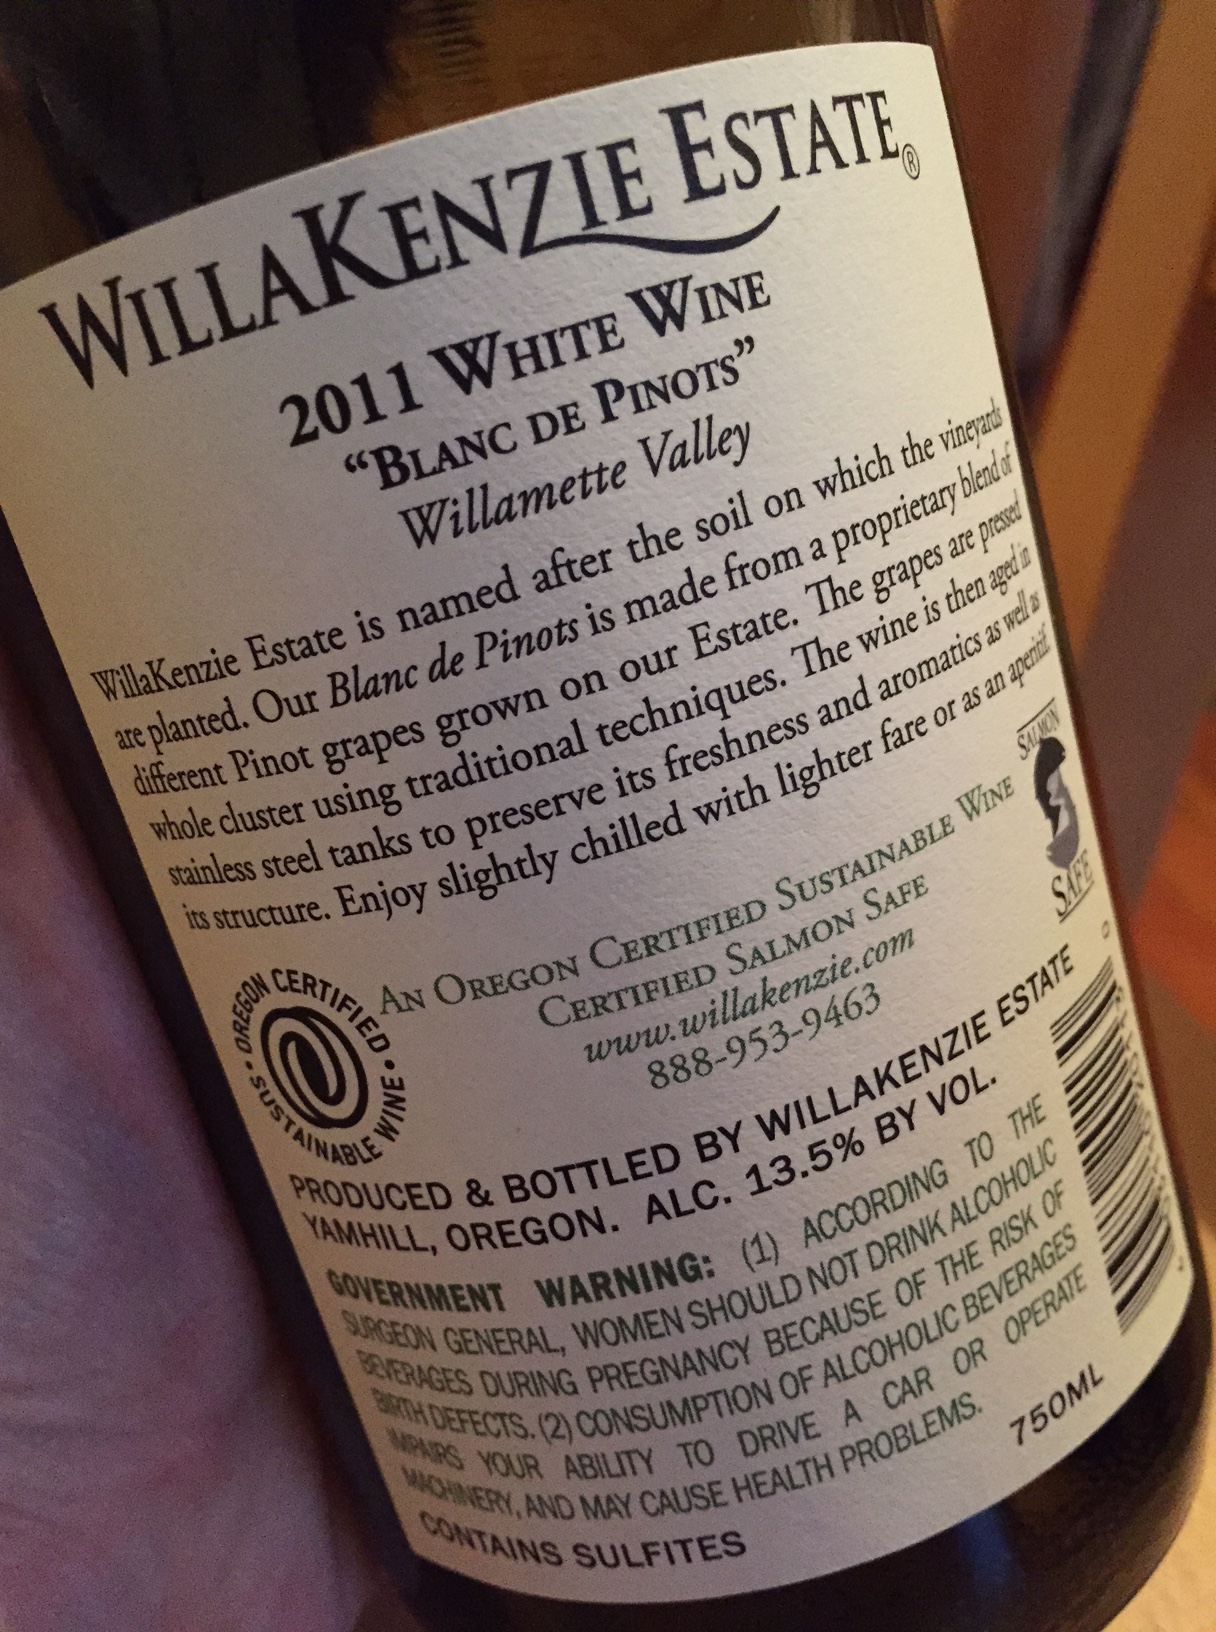 WILLAKENZIE ESTATE®
2011 WHITE WINE
“BLANC DE PINOTS”
Willamette Valley
WillaKenzie Estate is named after the soil on which the vineyards
are planted. Our Blanc de Pinots is made from a proprietary blend of
different Pinot grapes grown on our Estate. The grapes are pressed
whole cluster using traditional techniques. The wine is then aged in
stainless steel tanks to preserve its freshness and aromatics as well as
its structure. Enjoy slightly chilled with lighter fare or as an aperitif.
SALMON
SAFE
OREGON CERTIFIED • SUSTAINABLE WINE •
AN OREGON CERTIFIED SUSTAINABLE WINE
CERTIFIED SALMON SAFE
www.willakenzie.com
888-953-9463
PRODUCED & BOTTLED BY WILLAKENZIE ESTATE
YAMHILL, OREGON. ALC. 13.5% BY VOL.
GOVERNMENT WARNING: (1) ACCORDING TO THE
SURGEON GENERAL, WOMEN SHOULD NOT DRINK ALCOHOLIC
BEVERAGES DURING PREGNANCY BECAUSE OF THE RISK OF
BIRTH DEFECTS. (2) CONSUMPTION OF ALCOHOLIC BEVERAGES
IMPAIRS YOUR ABILITY TO DRIVE A CAR OR OPERATE
MACHINERY, AND MAY CAUSE HEALTH PROBLEMS.
CONTAINS SULFITES
750ML